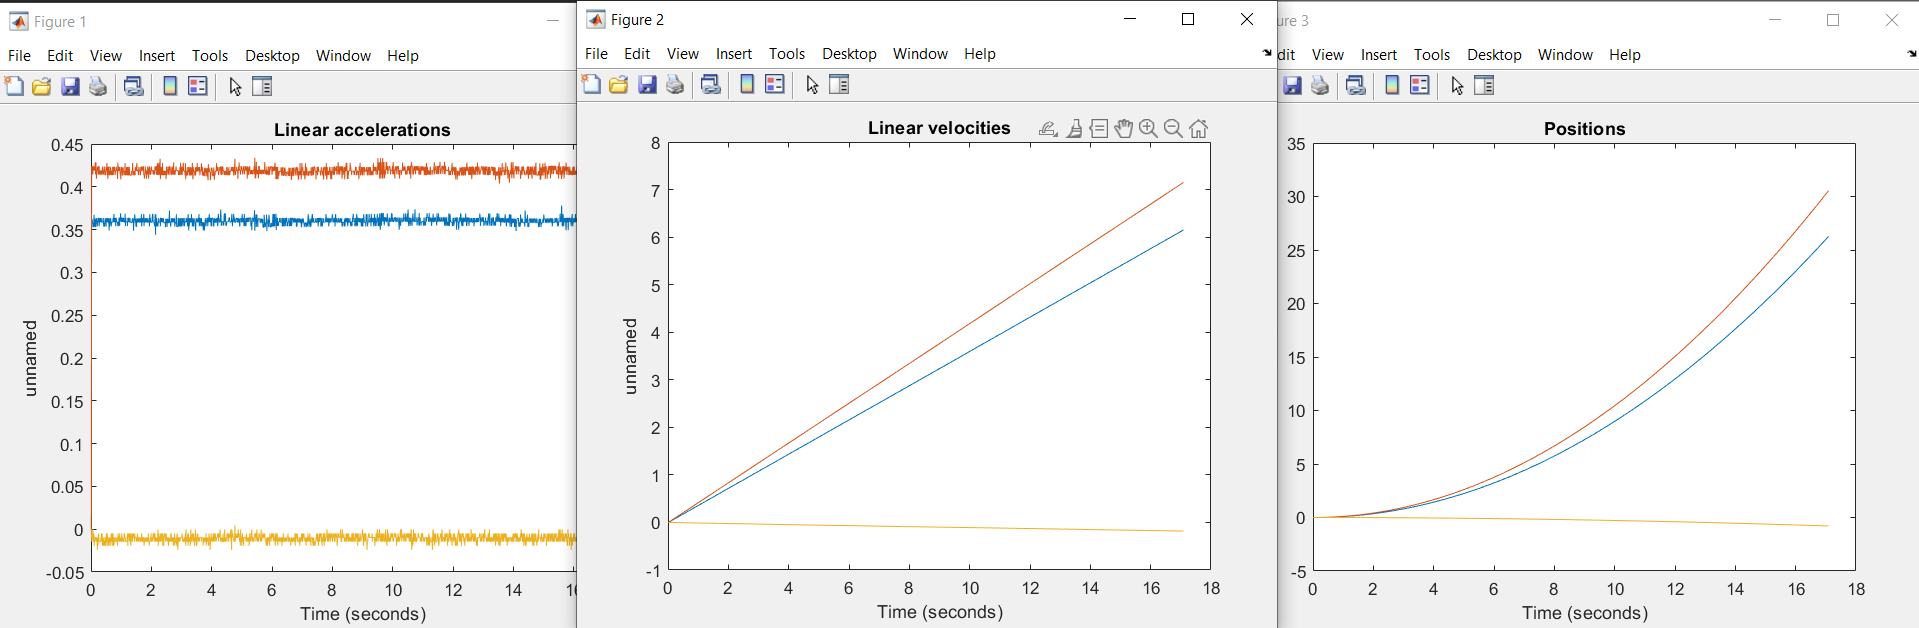 Figure 1
File Edit View Insert Tools Desktop Window Help
Linear accelerations
0.45
0.4
0.35
0.3
0.25
0.2
0.15
0.1
0.05
0
-0.05
unnamed
0 2 4 6 8 10 12 14 16
Time (seconds)
Figure 2
File Edit View Insert Tools Desktop Window Help
Linear velocities
8
7
6
5
4
3
2
1
0
-1
unnamed
0 2 4 6 8 10 12 14 16 18
Time (seconds)
ure 3
dit View Insert Tools Desktop Window Help
Positions
35
30
25
20
15
10
5
0
-5
0 2 4 6 8 10 12 14 16 18
Time (seconds)